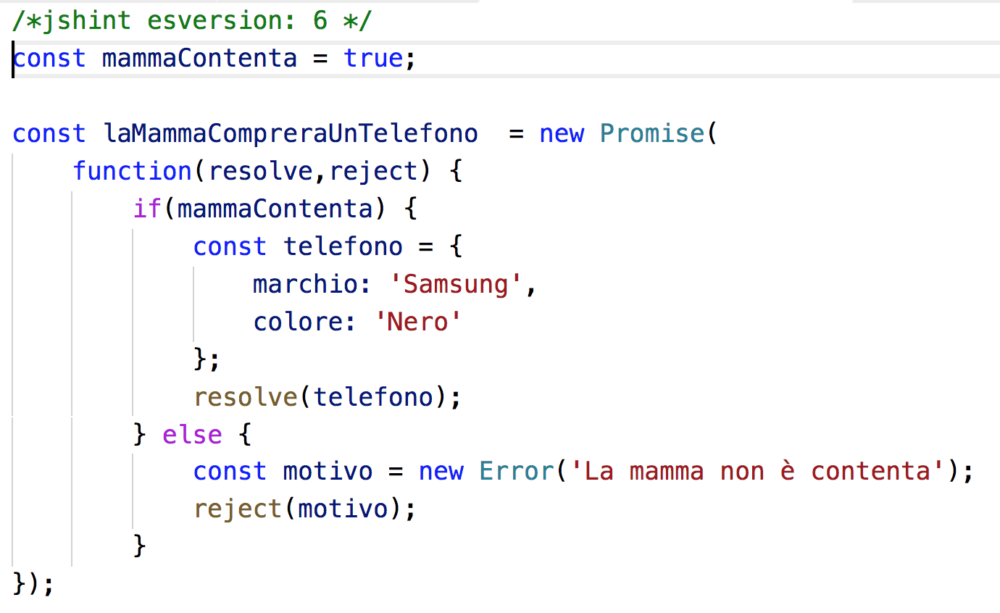 /*jshint esversion: 6 */
const mammaContenta = true;
const laMammaCompreraUnTelefono  = new Promise(
    function(resolve,reject) {
        if(mammaContenta) {
            const telefono = {
                marchio: 'Samsung',
                colore: 'Nero'
            };
            resolve(telefono);
        } else {
            const motivo = new Error('La mamma non è contenta');
            reject(motivo);
        }
});